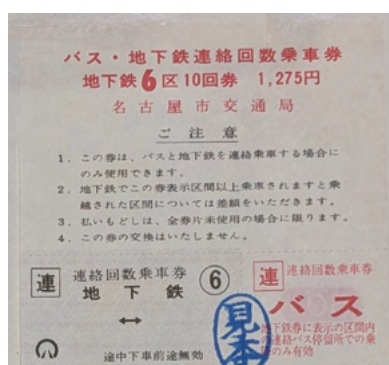 バス・地下鉄連絡回数乗車券
地下鉄6区10回券 1,275円
名古屋市交通局
ご注意
1. この券は、バスと地下鉄を連絡乗車する場合に
のみ使用できます。
2. 地下鉄でこの券表示区間以上乗車されますと乗
越された区間については差額をいただきます。
3. 払いもどしは、全券片未使用の場合に限ります。
4. この券の交換はいたしません。
連 連絡回数乗車券
地下鉄 ⑥
↔
途中下車前途無効
連 連絡回数乗車券
バス
地下鉄券に表示の区間内
の連絡バス停留所での乗
のみ有効
見本